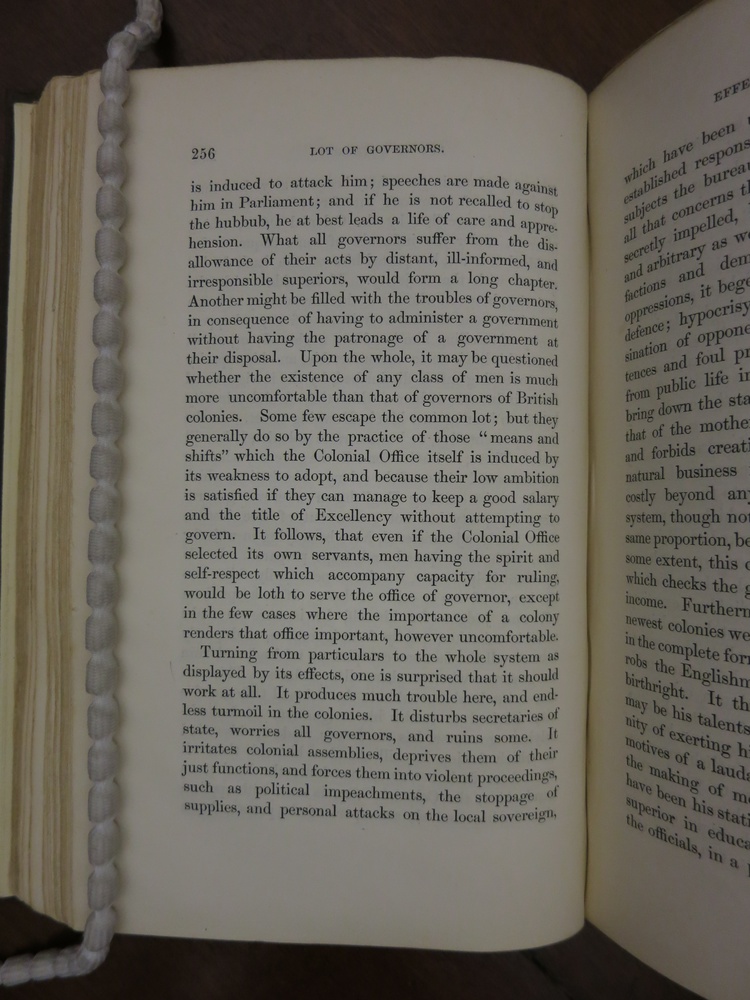 256 LOT OF GOVERNORS.
is induced to attack him; speeches are made against
him in Parliament; and if he is not recalled to stop
the hubbub, he at best leads a life of care and appre-
hension. What all governors suffer from the dis-
allowance of their acts by distant, ill-informed, and
irresponsible superiors, would form a long chapter.
Another might be filled with the troubles of governors,
in consequence of having to administer a government
without having the patronage of a government at
their disposal. Upon the whole, it may be questioned
whether the existence of any class of men is much
more uncomfortable than that of governors of British
colonies. Some few escape the common lot; but they
generally do so by the practice of those “means and
shifts” which the Colonial Office itself is induced by
its weakness to adopt, and because their low ambition
is satisfied if they can manage to keep a good salary
and the title of Excellency without attempting to
govern. It follows, that even if the Colonial Office
selected its own servants, men having the spirit and
self-respect which accompany capacity for ruling,
would be loth to serve the office of governor, except
in the few cases where the importance of a colony
renders that office important, however uncomfortable.
Turning from particulars to the whole system as
displayed by its effects, one is surprised that it should
work at all. It produces much trouble here, and end-
less turmoil in the colonies. It disturbs secretaries of
state, worries all governors, and ruins some. It
irritates colonial assemblies, deprives them of their
just functions, and forces them into violent proceedings,
such as political impeachments, the stoppage of
supplies, and personal attacks on the local sovereign,
which have been
established respons
subjects the bureau
all that concerns
secretly impelled,
and arbitrary as
factions and dem
oppressions, it bege
defence; hypocrisy
sination of oppone
tences and foul pr
from public life in
bring down the sta
that of the mothe
and forbids creati
natural business
costly beyond any
system, though not
same proportion, be
some extent, this
which checks the
income. Furthern
newest colonies we
in the complete for
robs the Englishm
birthright. It th
may be his talents
nity of exerting h
motives of a lauda
the making of m
have been his stati
superior in educa
the officials, in a